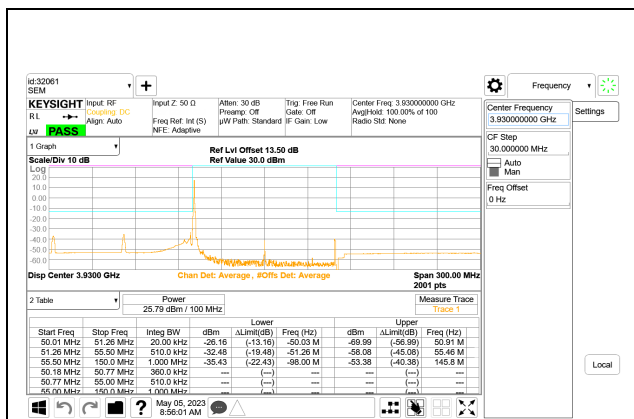 id:32061
SEM
Frequency
KEYSIGHT
Input: RF
Coupling: DC
Align: Auto
Input Z: 50 Ω
Freq Ref: Int (S)
NFE: Adaptive
Atten: 30 dB
Preamp: Off
µW Path: Standard
Trig: Free Run
Gate: Off
IF Gain: Low
Center Freq: 3.930000000 GHz
Avg|Hold: 100.00% of 100
Radio Std: None
R L
LXI
PASS
Center Frequency
3.930000000 GHz
Settings
CF Step
30.000000 MHz
Auto
Man
Freq Offset
0 Hz
1 Graph
Scale/Div 10 dB
Ref Lvl Offset 13.50 dB
Ref Value 30.0 dBm
Log
20.0
10.0
0.00
-10.0
-20.0
-30.0
-40.0
-50.0
-60.0
Disp Center 3.9300 GHz
Chan Det: Average , #Offs Det: Average
Span 300.00 MHz
2001 pts
2 Table
Power
25.79 dBm / 100 MHz
Measure Trace
Trace 1
Lower Upper
Start Freq Stop Freq Integ BW dBm ΔLimit(dB) Freq (Hz) dBm ΔLimit(dB) Freq (Hz)
50.01 MHz 51.26 MHz 20.00 kHz -26.16 (-13.16) -50.03 M -69.99 (-56.99) 50.91 M
51.26 MHz 55.50 MHz 510.0 kHz -32.48 (-19.48) -51.26 M -58.08 (-45.08) 55.46 M
55.50 MHz 150.0 MHz 1.000 MHz -35.43 (-22.43) -98.00 M -53.38 (-40.38) 145.8 M
50.18 MHz 50.77 MHz 360.0 kHz --- (---) --- --- (---) ---
50.77 MHz 55.00 MHz 510.0 kHz --- (---) --- --- (---) ---
55.00 MHz 150.0 MHz 1.000 MHz --- (---) --- --- (---) ---
Local
May 05, 2023
8:56:01 AM